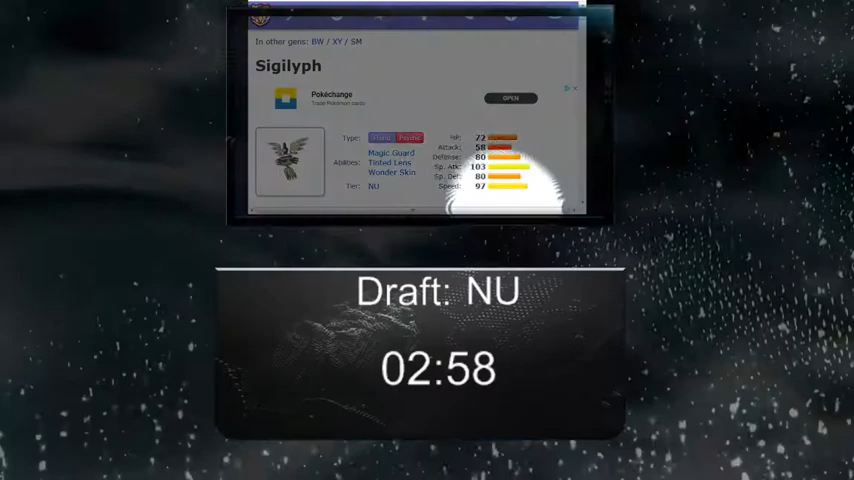 In other gens: BW / XY / SM
Sigilyph
Pokéchange
Trade Pokémon cards
OPEN
Type: Flying Psychic
Abilities: Magic Guard
Tinted Lens
Wonder Skin
Tier: NU
HP: 72
Attack: 58
Defense: 80
Sp. Atk: 103
Sp. Def: 80
Speed: 97
Draft: NU
02:58